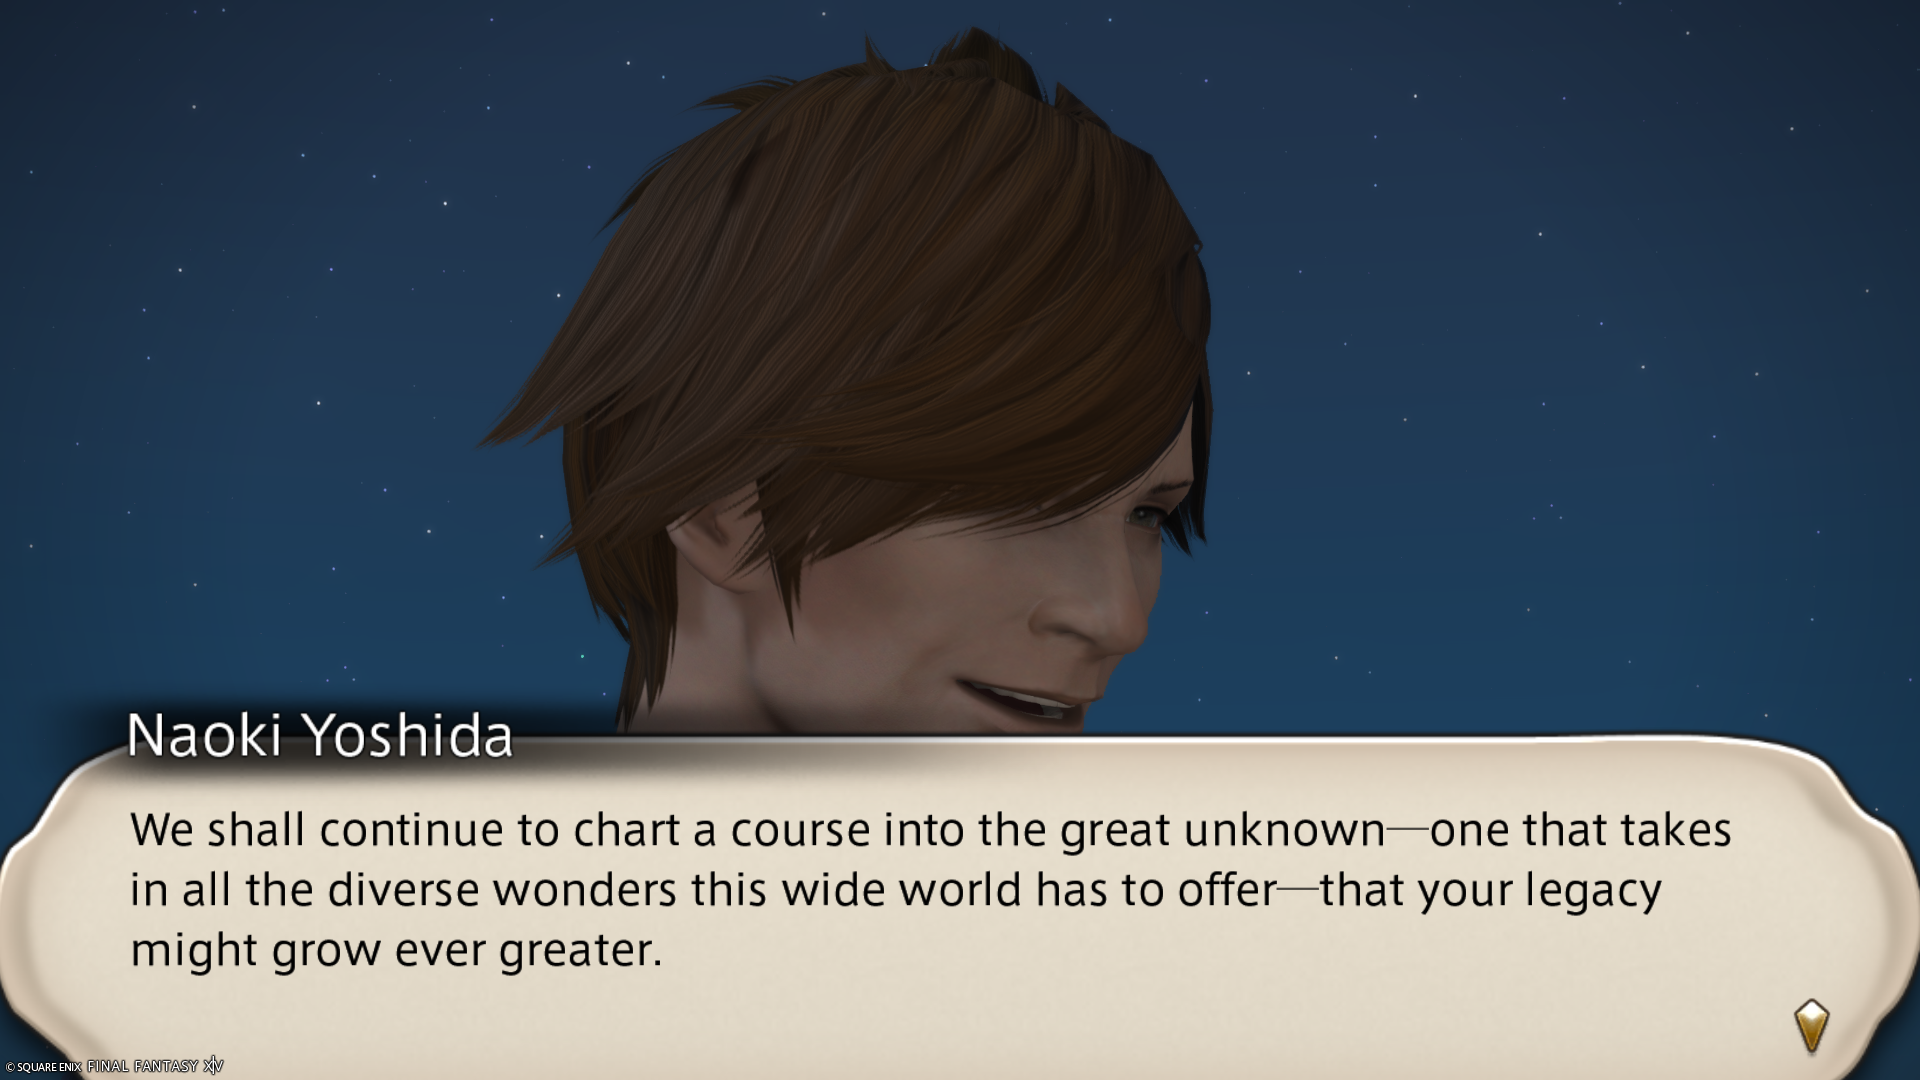 Naoki Yoshida
We shall continue to chart a course into the great unknown—one that takes
in all the diverse wonders this wide world has to offer—that your legacy
might grow ever greater.
© SQUARE ENIX FINAL FANTASY XIV